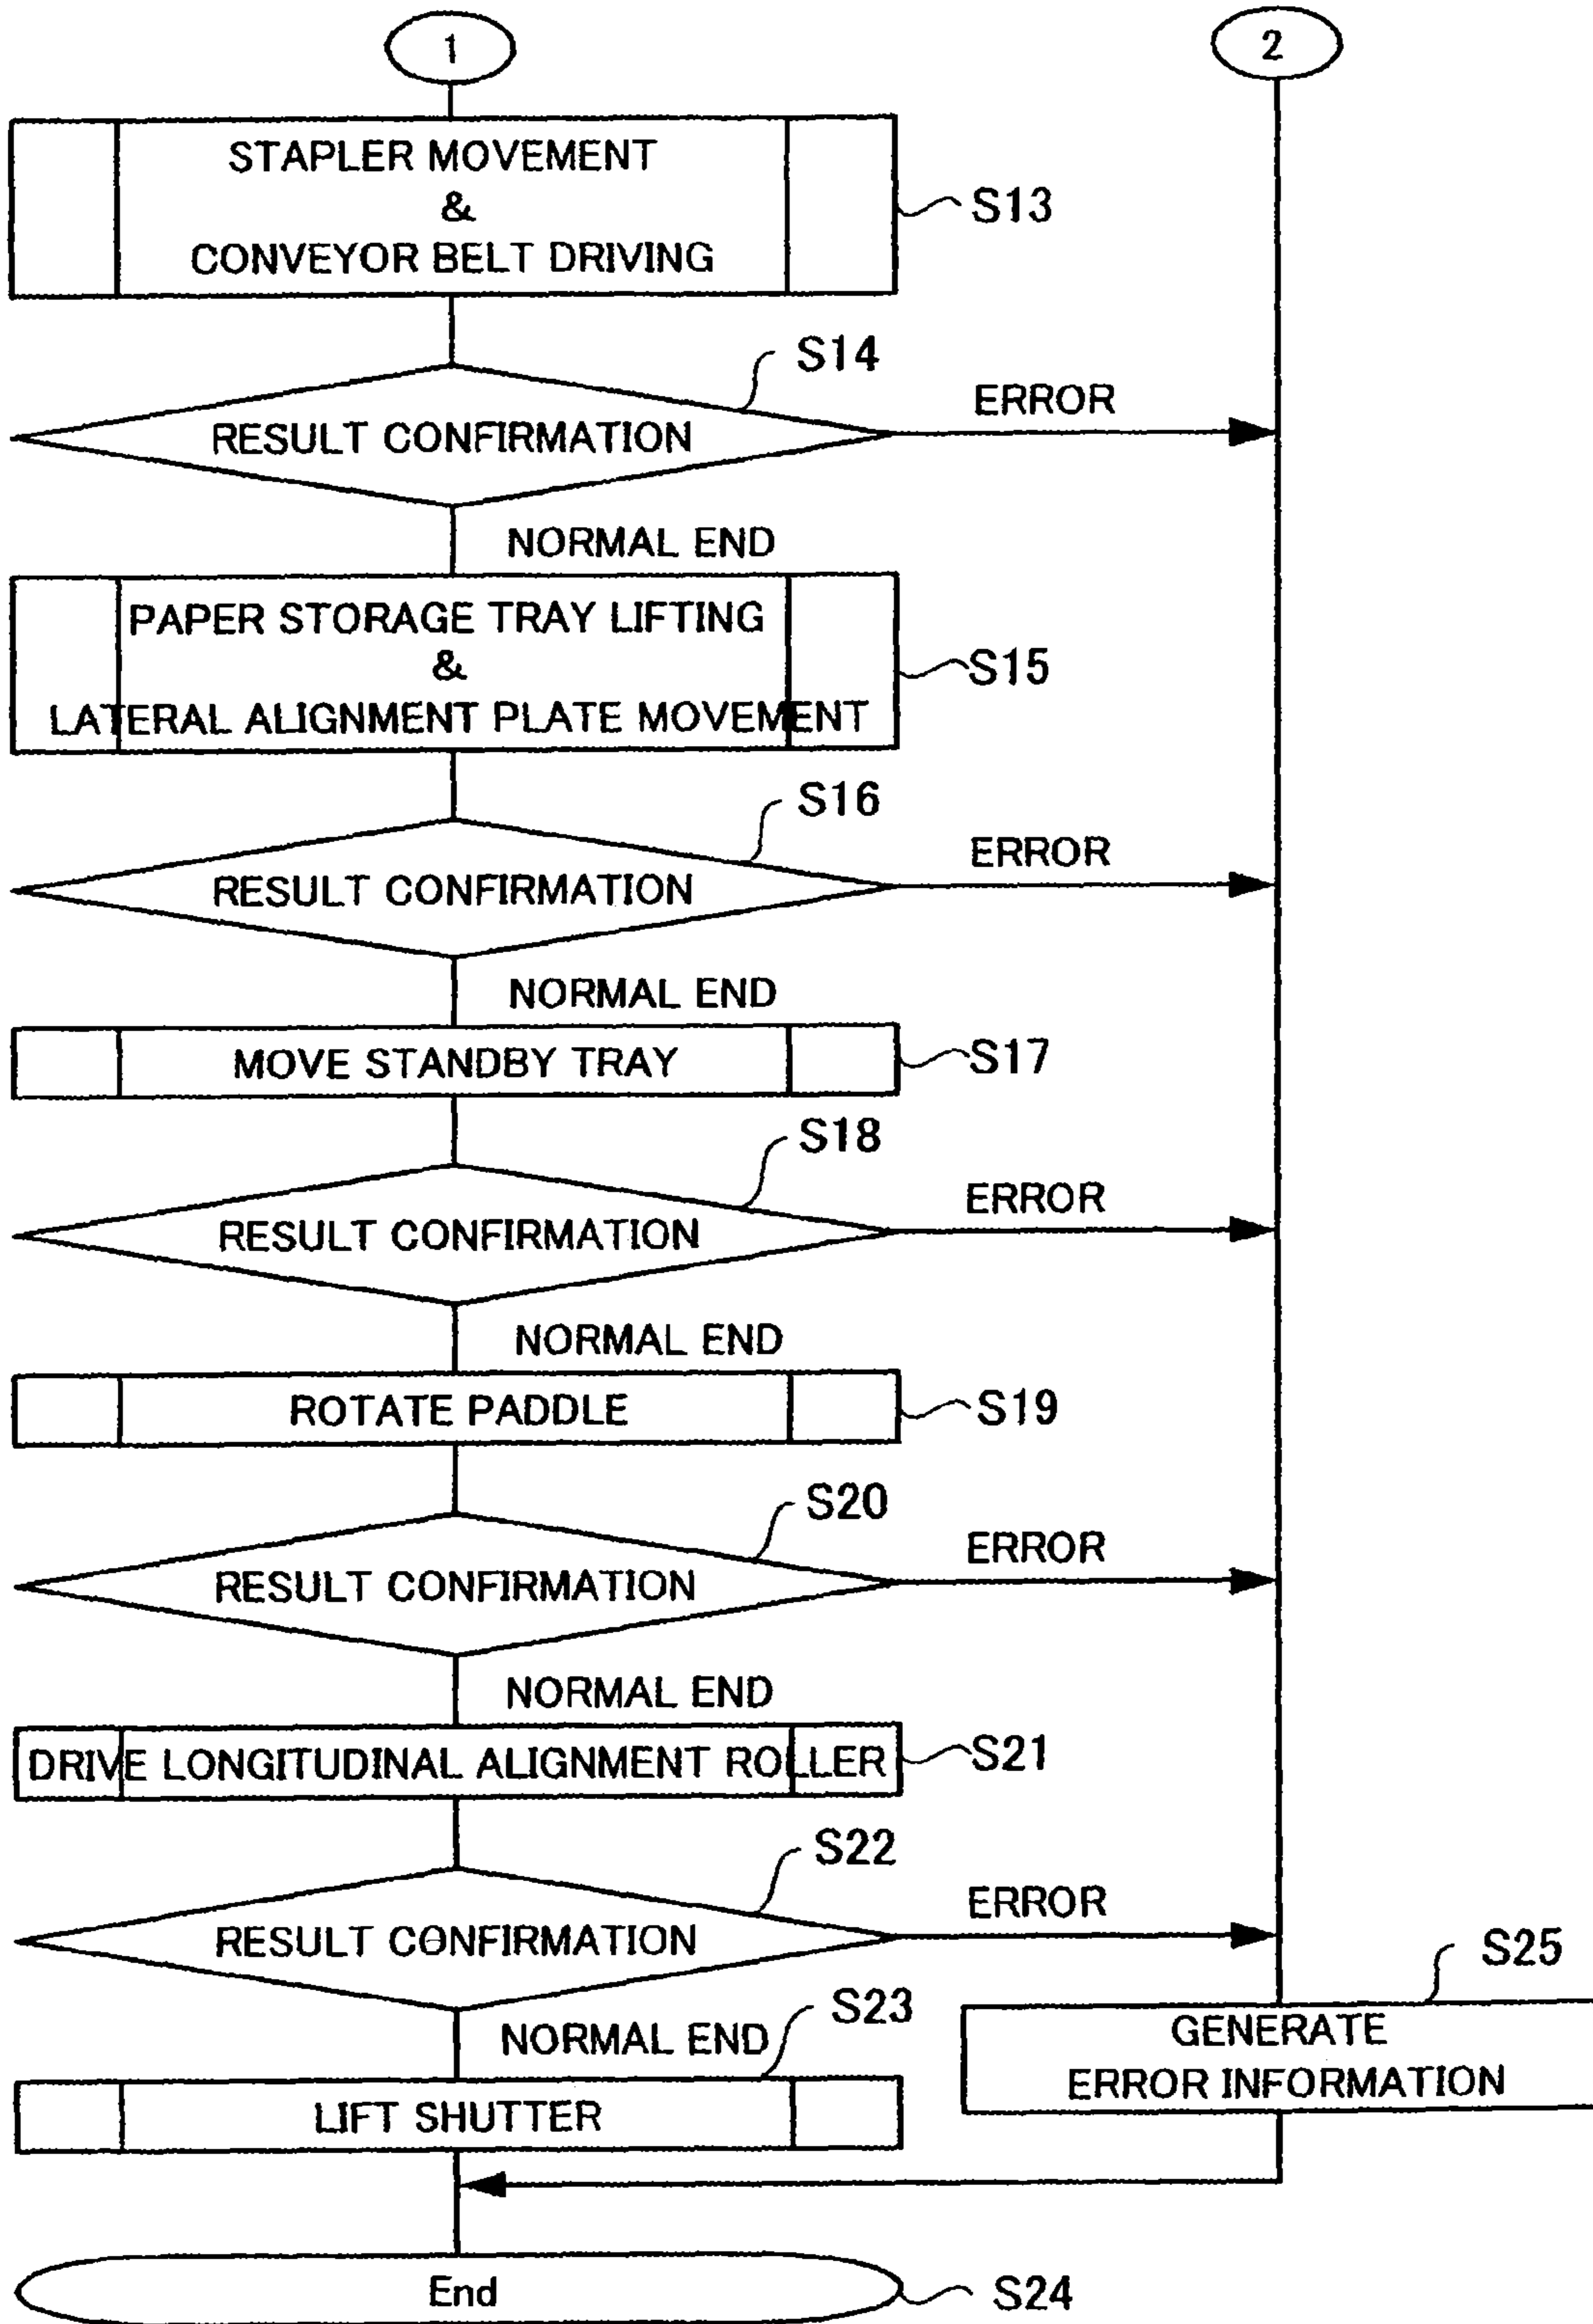 1
2
STAPLER MOVEMENT
&
CONVEYOR BELT DRIVING
S13
S14
RESULT CONFIRMATION
ERROR
NORMAL END
PAPER STORAGE TRAY LIFTING
&
LATERAL ALIGNMENT PLATE MOVEMENT
S15
S16
RESULT CONFIRMATION
ERROR
NORMAL END
MOVE STANDBY TRAY
S17
S18
RESULT CONFIRMATION
ERROR
NORMAL END
ROTATE PADDLE
S19
S20
RESULT CONFIRMATION
ERROR
NORMAL END
DRIVE LONGITUDINAL ALIGNMENT ROLLER
S21
S22
RESULT CONFIRMATION
ERROR
NORMAL END
S23
LIFT SHUTTER
S25
GENERATE
ERROR INFORMATION
End
S24